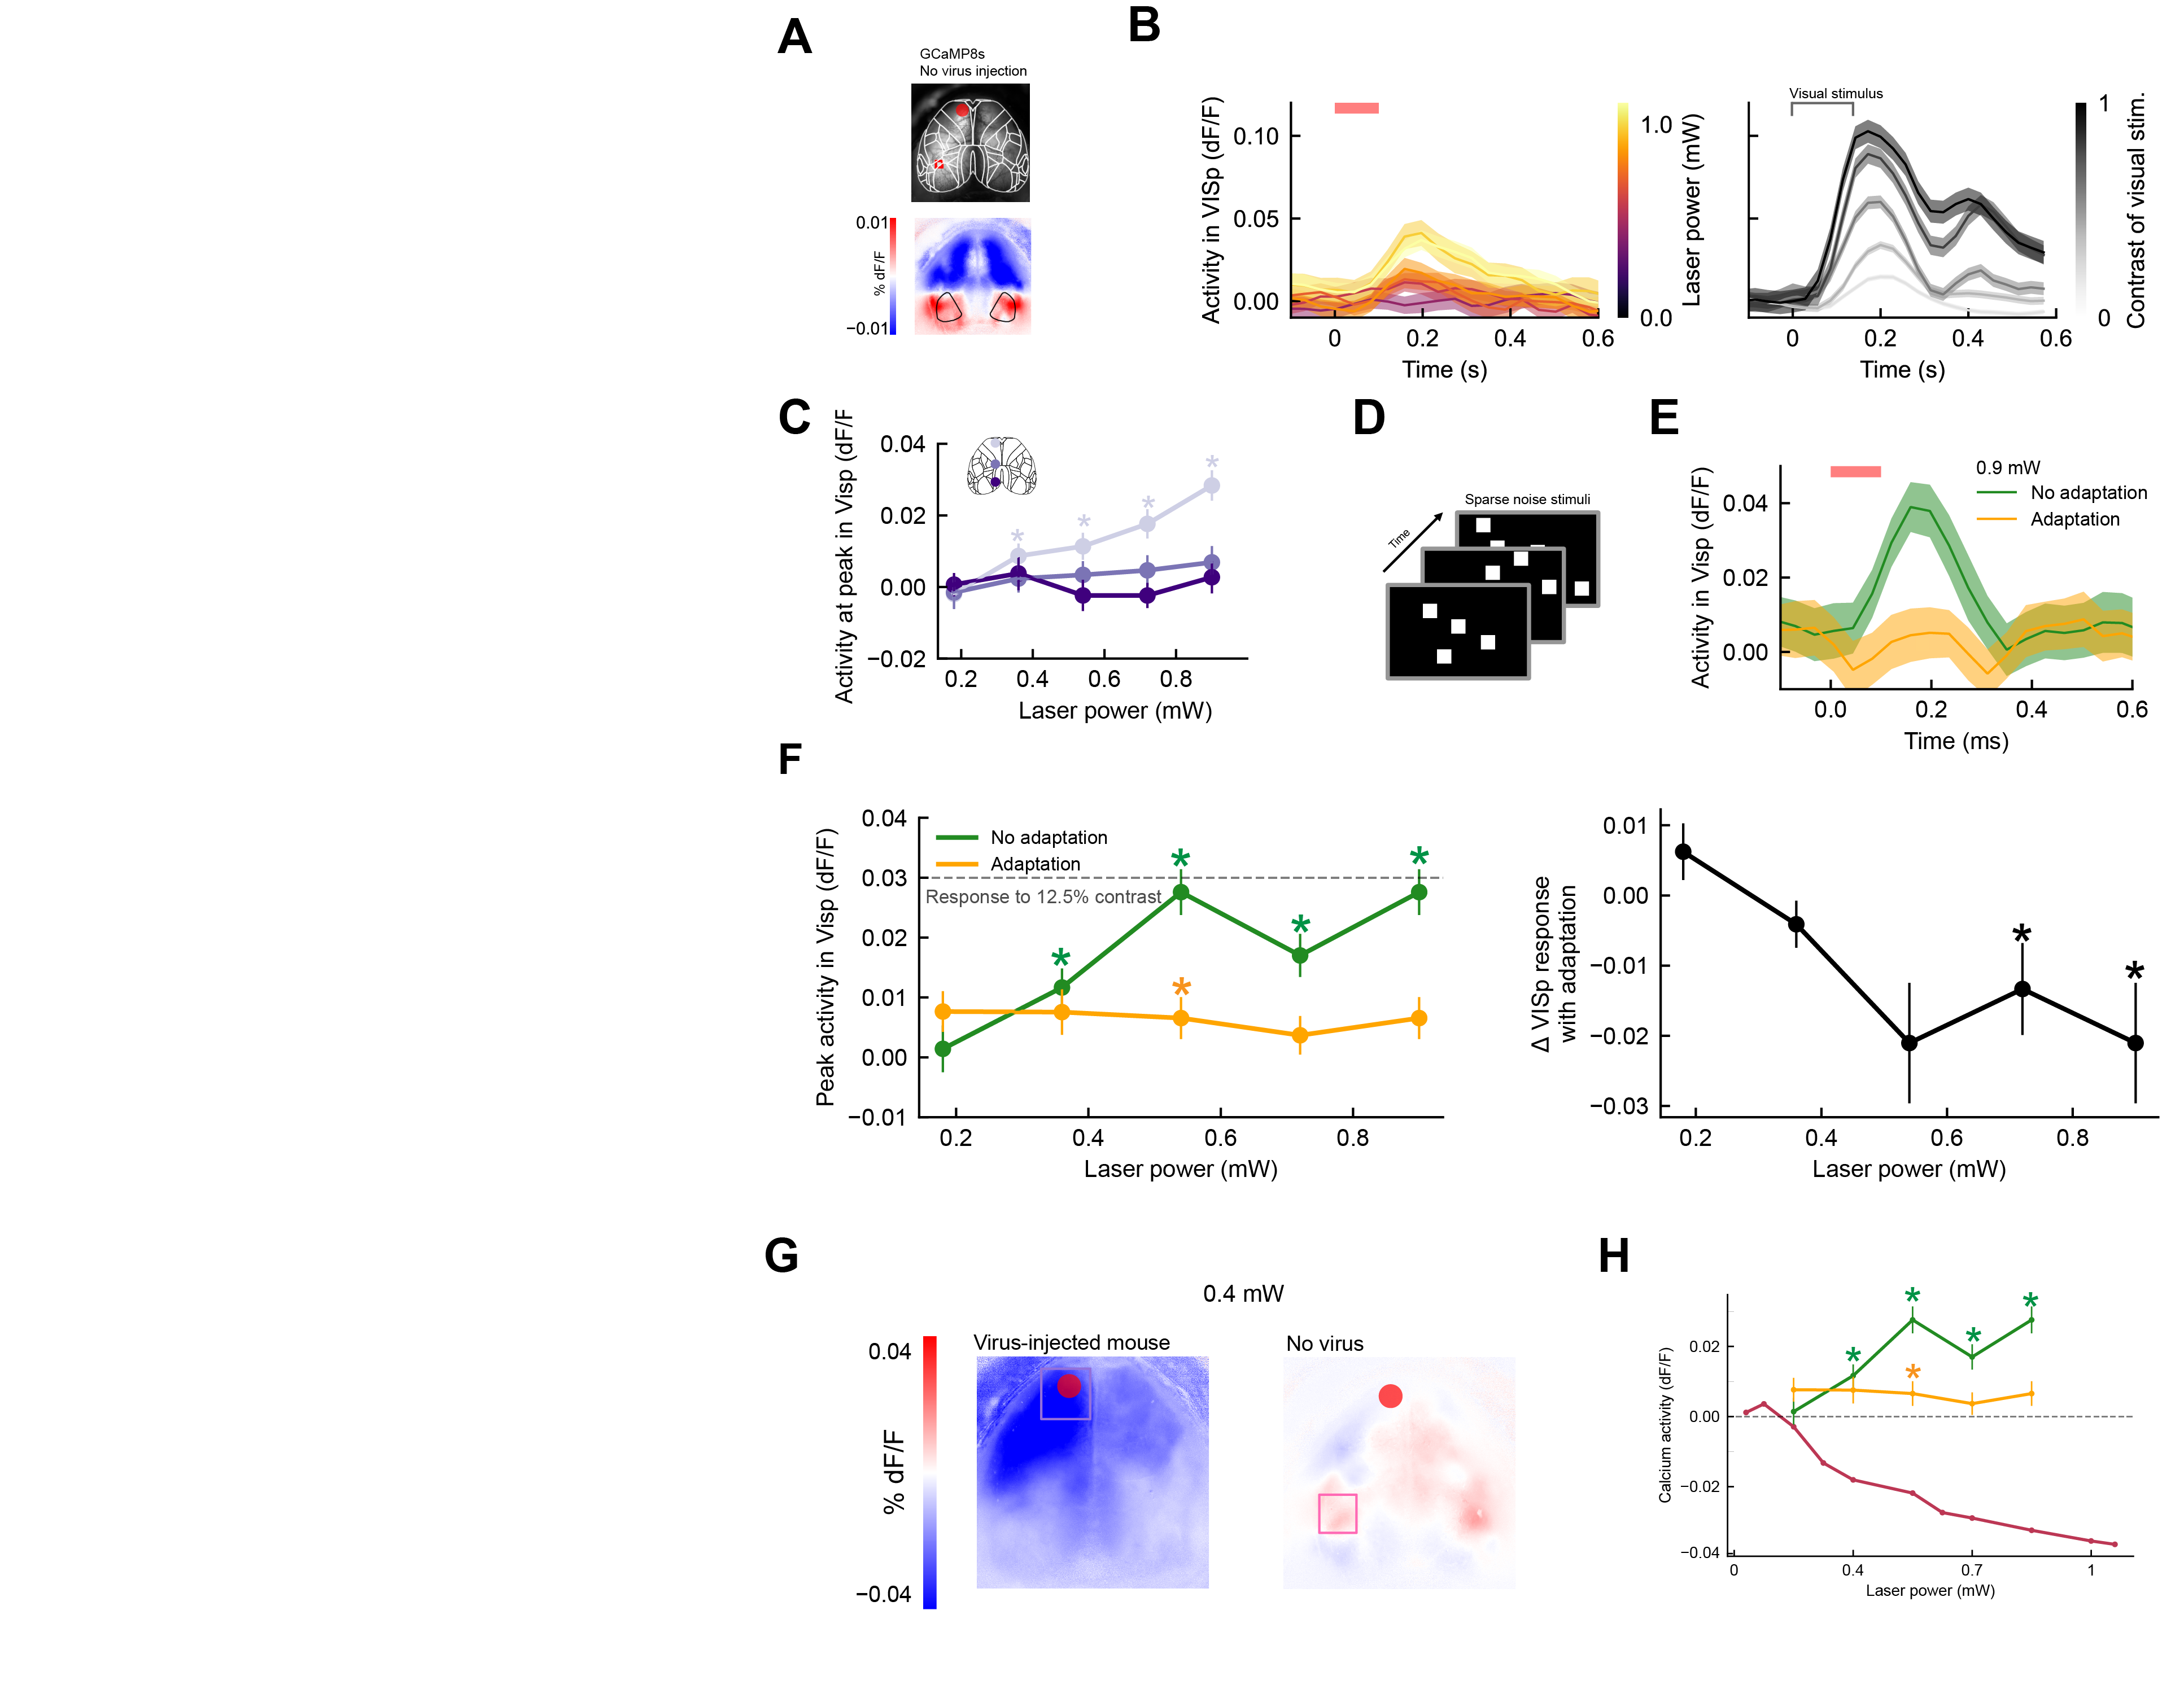 A
GCaMP8s
No virus injection
0.01
% dF/F
−0.01
B
Activity in VISp (dF/F)
0.10
0.05
0.00
0
0.2
0.4
0.6
Time (s)
1.0
0.0
Laser power (mW)
Visual stimulus
0
0.2
0.4
0.6
Time (s)
1
0
Contrast of visual stim.
C
Activity at peak in Visp (dF/F
0.04
0.02
0.00
−0.02
* * * *
0.2
0.4
0.6
0.8
Laser power (mW)
D
Sparse noise stimuli
Time
E
Activity in Visp (dF/F)
0.04
0.02
0.00
0.9 mW
No adaptation
Adaptation
0.0
0.2
0.4
0.6
Time (ms)
F
Peak activity in Visp (dF/F)
0.04
0.03
0.02
0.01
0.00
−0.01
No adaptation
Adaptation
Response to 12.5% contrast
* * * *
*
0.2
0.4
0.6
0.8
Laser power (mW)
Δ VISp response
with adaptation
0.01
0.00
−0.01
−0.02
−0.03
* *
0.2
0.4
0.6
0.8
Laser power (mW)
G
0.4 mW
0.04
% dF/F
−0.04
Virus-injected mouse
No virus
H
Calcium activity (dF/F)
0.02
0.00
−0.02
−0.04
* * * *
*
0
0.4
0.7
1
Laser power (mW)